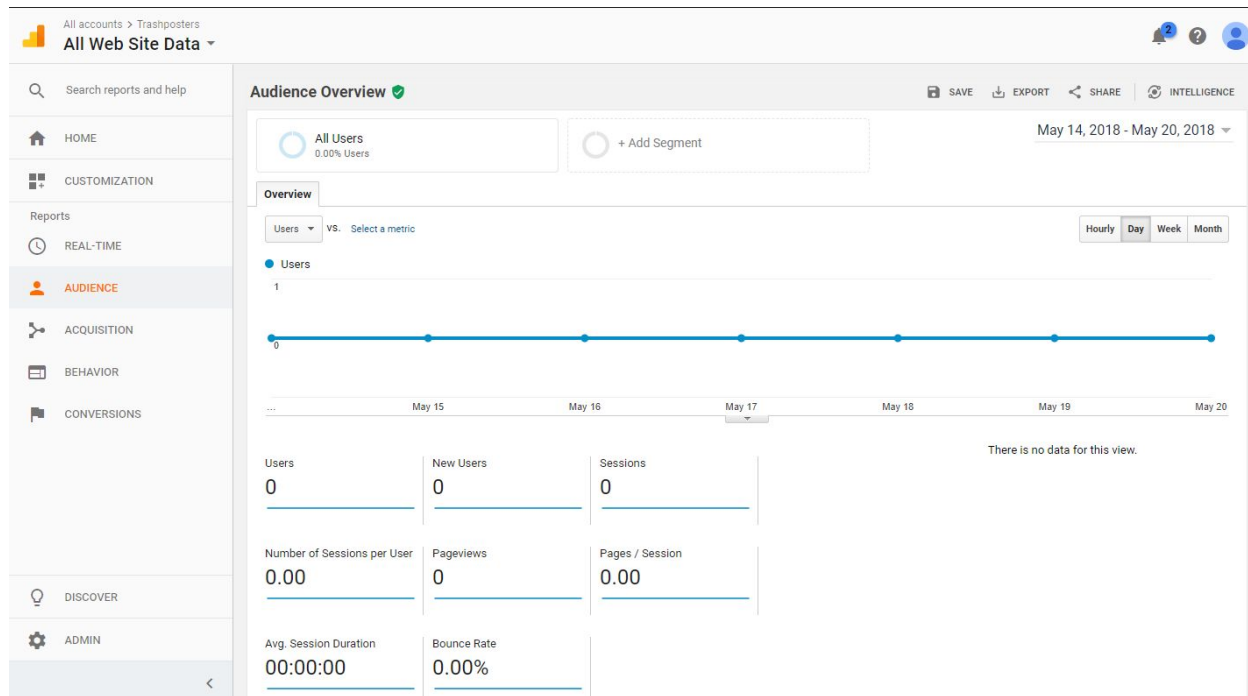 All accounts > Trashposters
All Web Site Data
2
Search reports and help
HOME
CUSTOMIZATION
Reports
REAL-TIME
AUDIENCE
ACQUISITION
BEHAVIOR
CONVERSIONS
DISCOVER
ADMIN
Audience Overview
SAVE EXPORT SHARE INTELLIGENCE
All Users
0.00% Users
+ Add Segment
May 14, 2018 - May 20, 2018
Overview
Users VS. Select a metric
Hourly Day Week Month
Users
1
0
... May 15 May 16 May 17 May 18 May 19 May 20
There is no data for this view.
Users New Users Sessions
0 0 0
Number of Sessions per User Pageviews Pages / Session
0.00 0 0.00
Avg. Session Duration Bounce Rate
00:00:00 0.00%